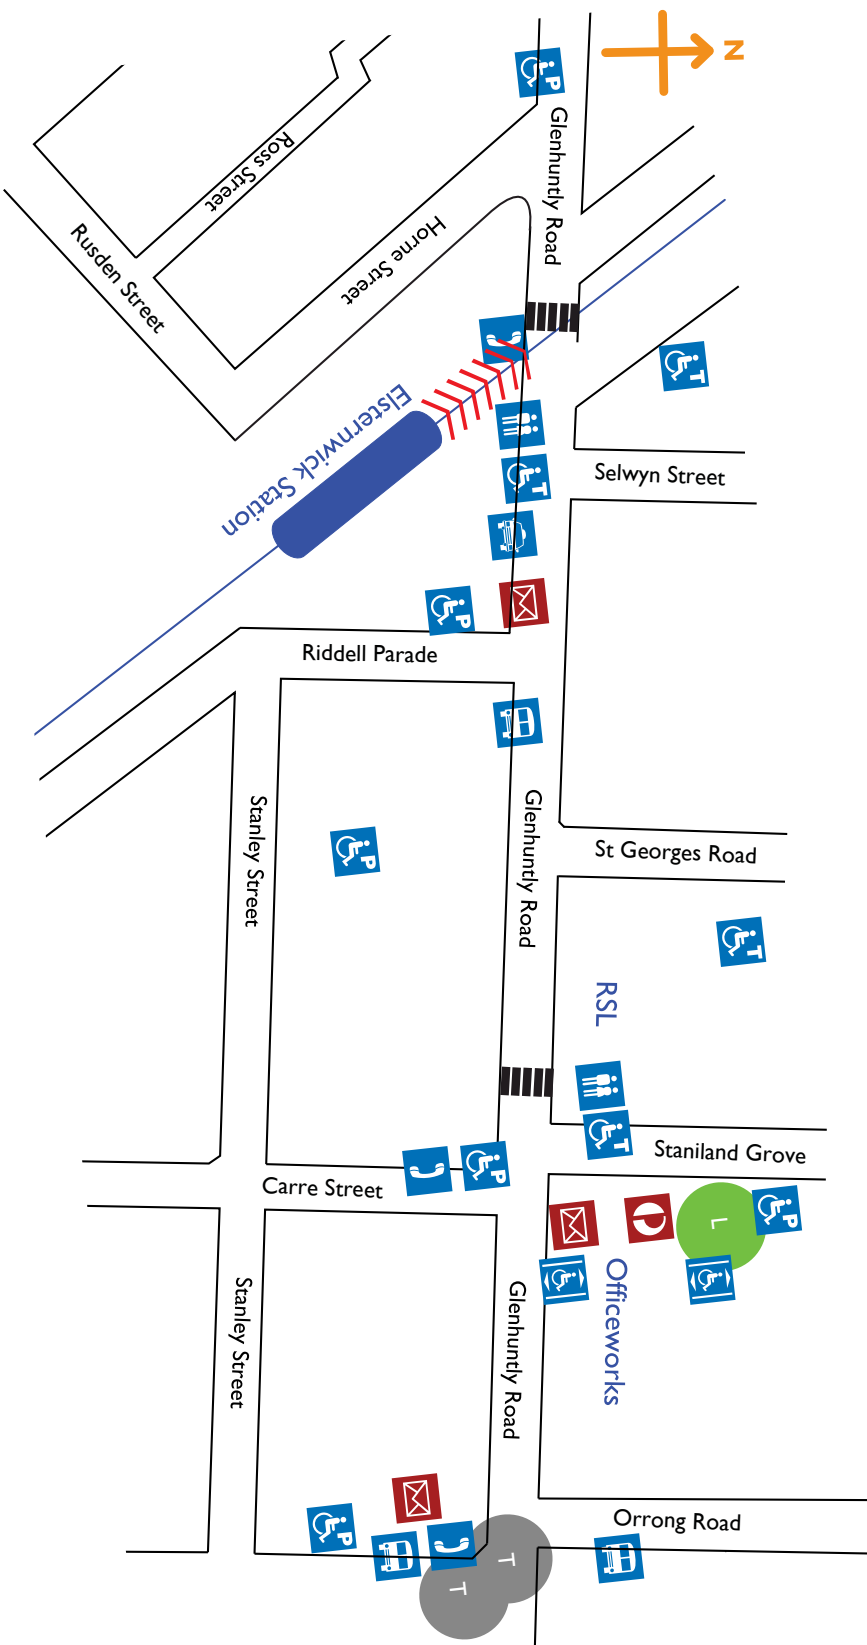 N
P
Glenhuntly Road
Ross Street
Horne Street
Rusden Street
T
Elsternwick Station
Selwyn Street
T
P
Riddell Parade
Glenhuntly Road
Stanley Street
St Georges Road
P
T
RSL
T
Staniland Grove
P
Carre Street
P
L
Officeworks
Stanley Street
Glenhuntly Road
Orrong Road
P
T
T